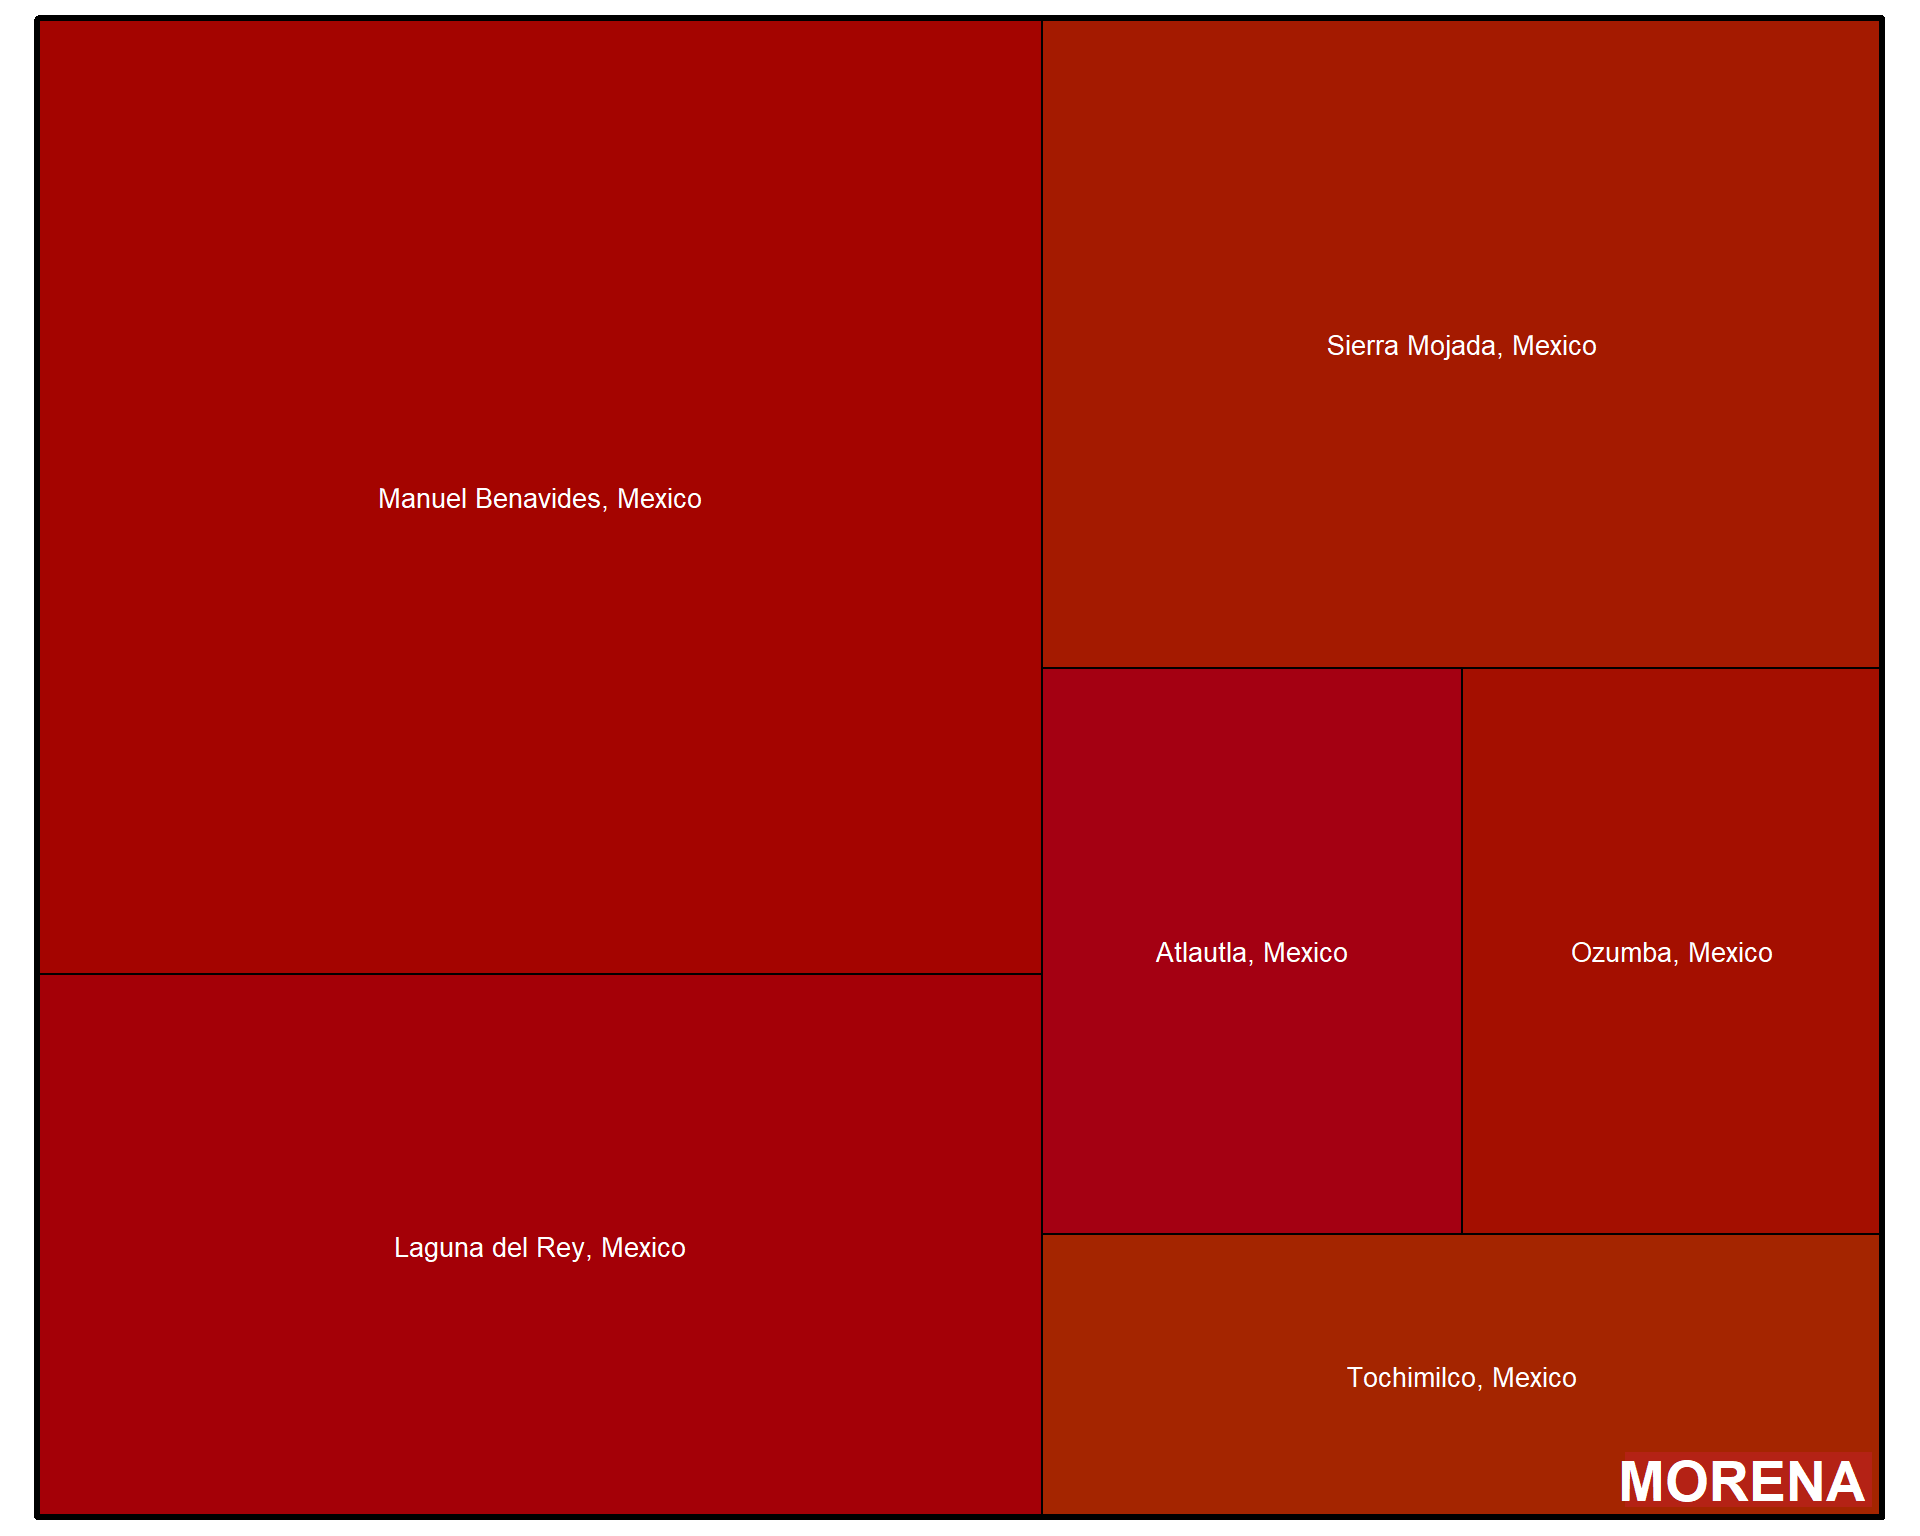 Manuel Benavides, Mexico
Laguna del Rey, Mexico
Sierra Mojada, Mexico
Atlautla, Mexico
Ozumba, Mexico
Tochimilco, Mexico
MORENA